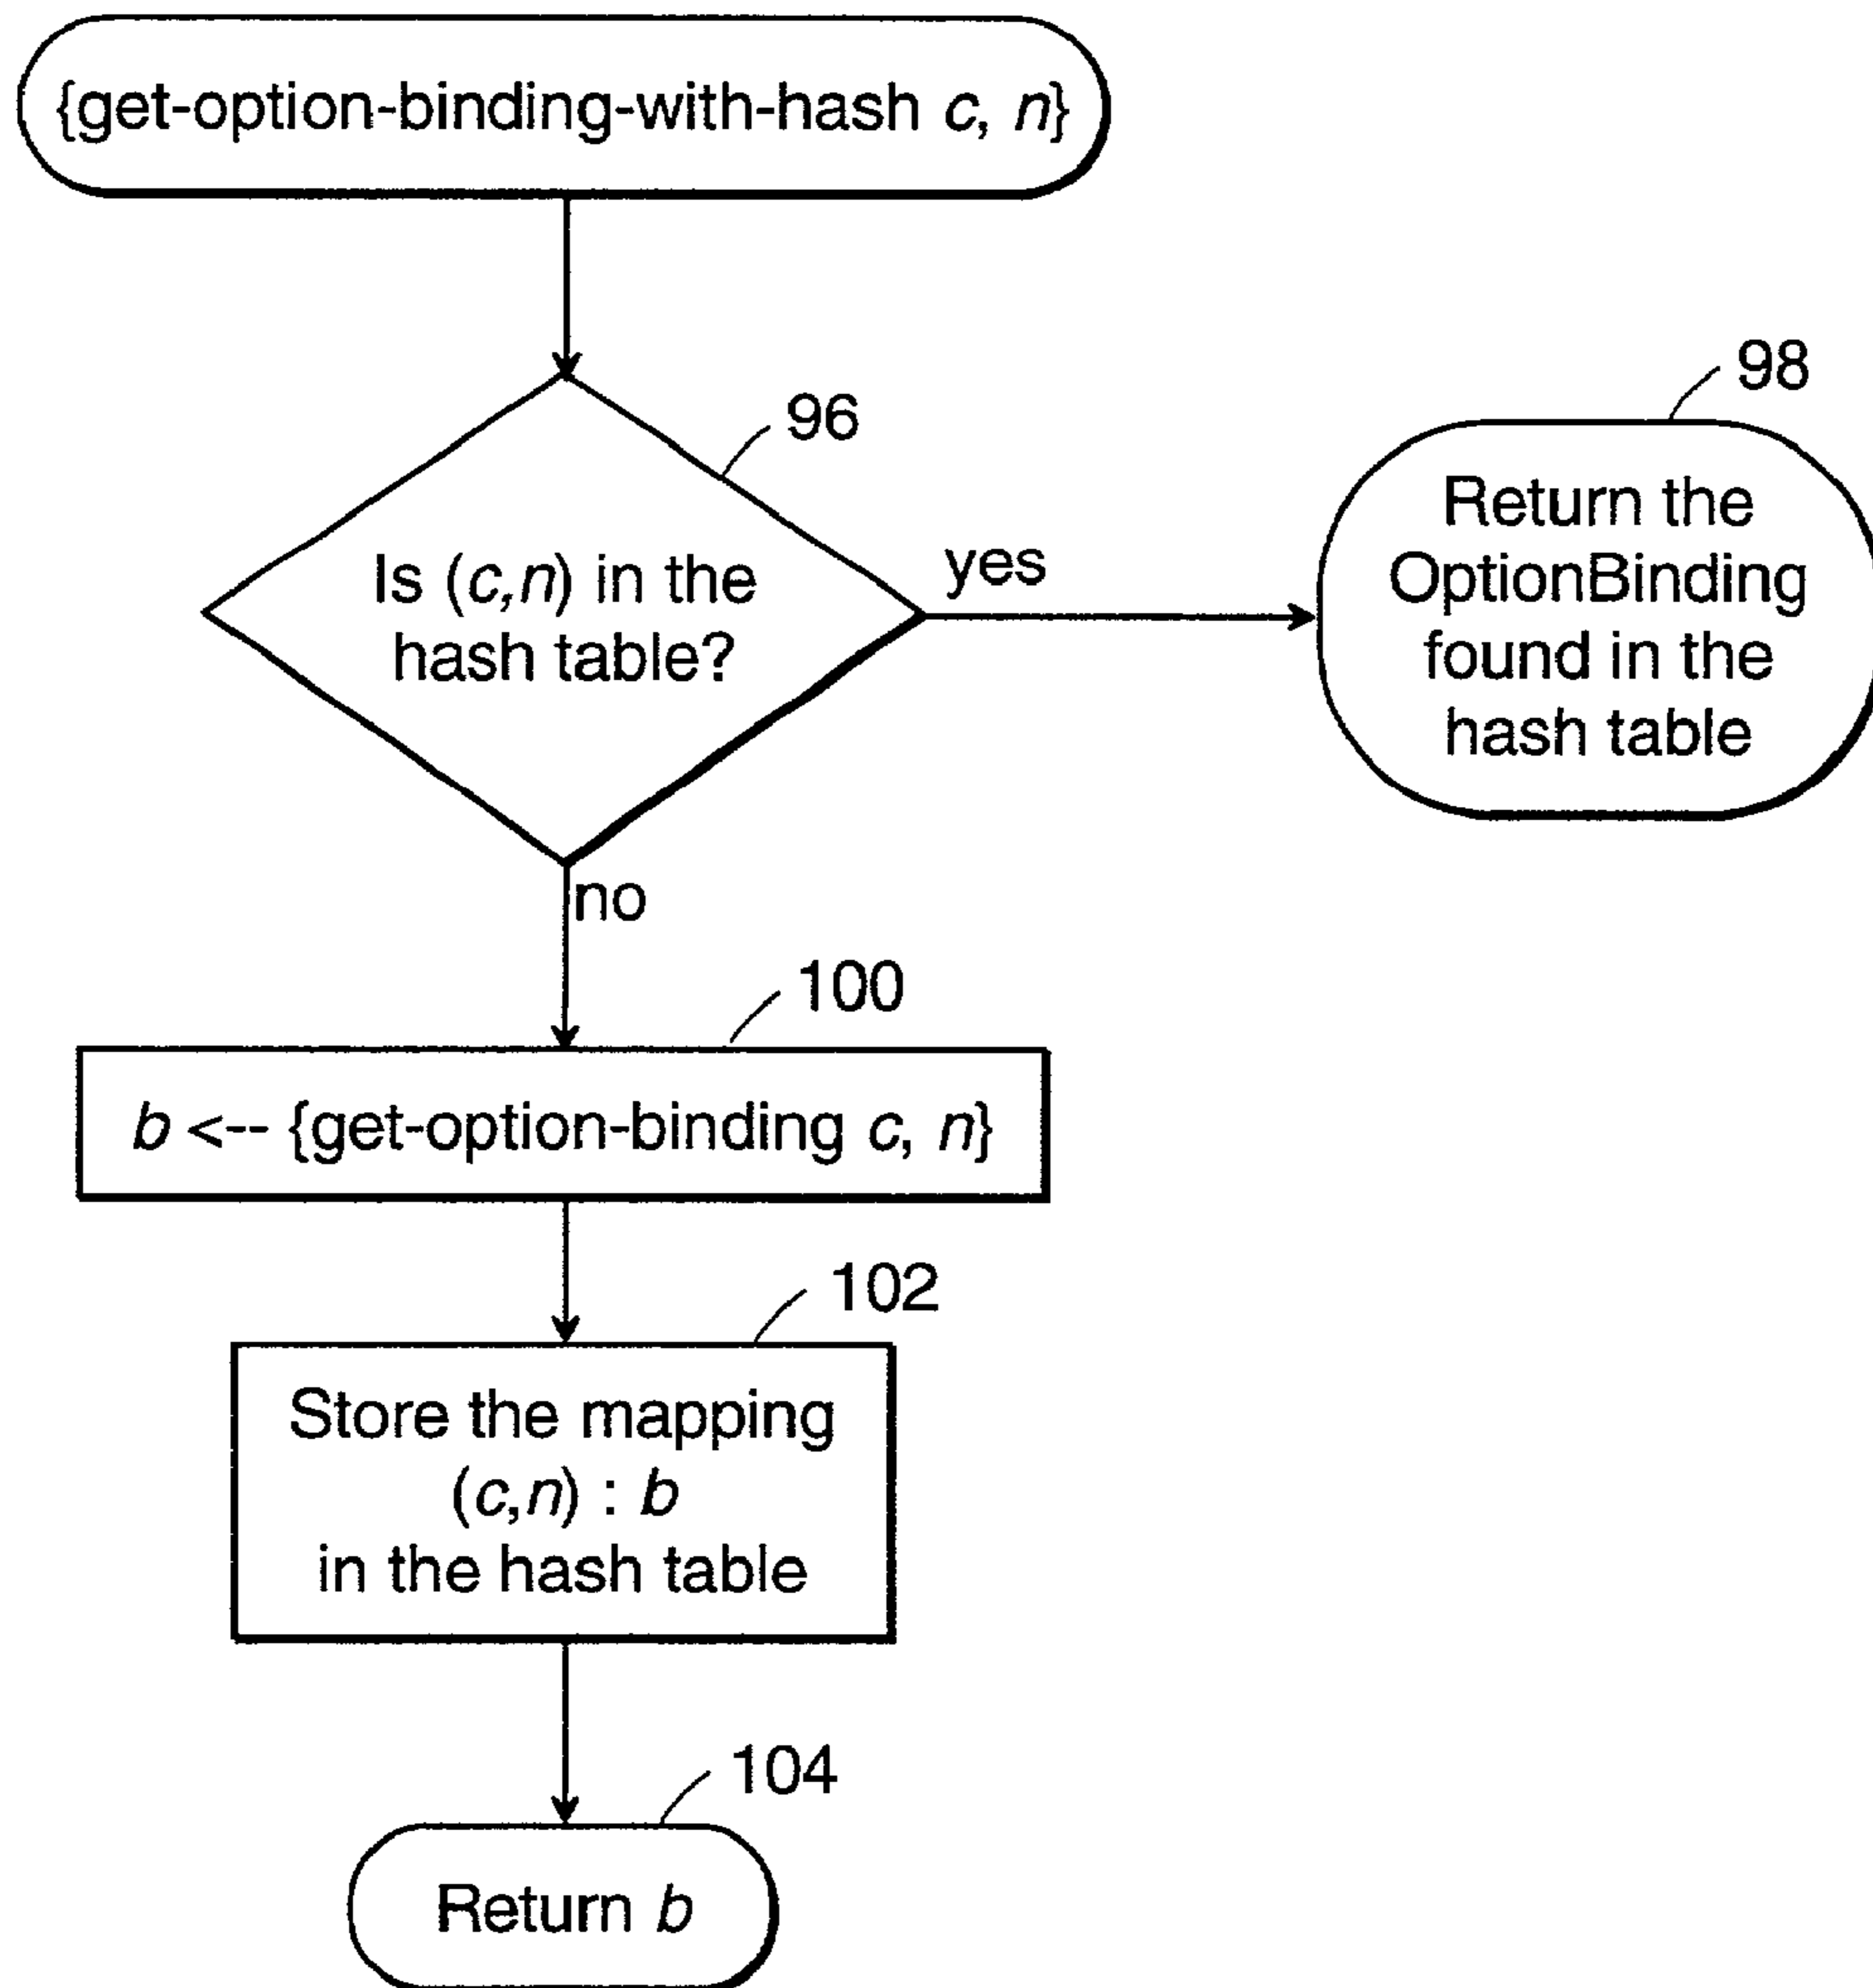 {get-option-binding-with-hash c, n}
96
Is (c,n) in the
hash table?
yes
98
Return the
OptionBinding
found in the
hash table
no
100
b <-- {get-option-binding c, n}
102
Store the mapping
(c,n) : b
in the hash table
104
Return b